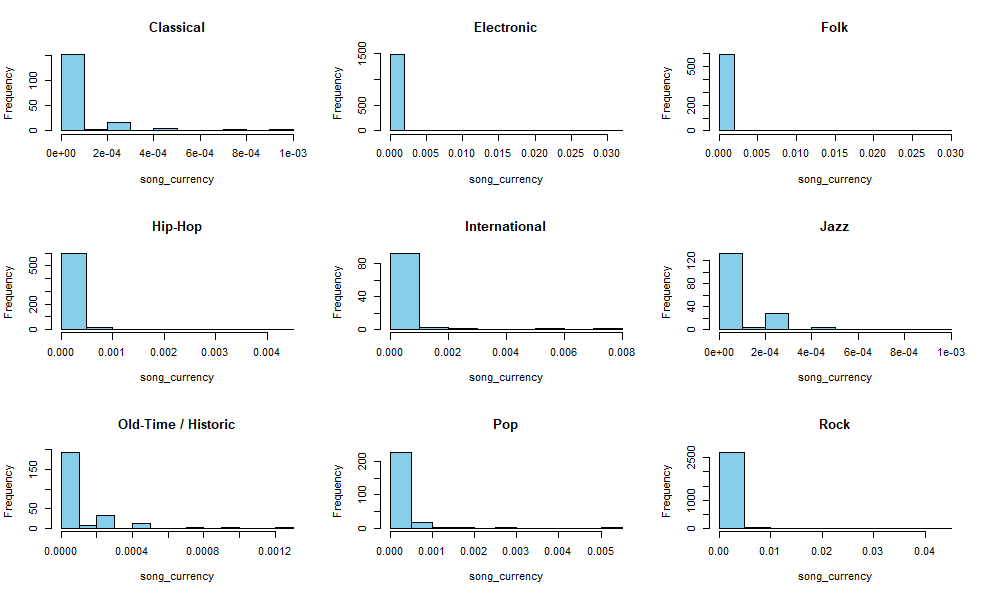 Classical
Frequency
0 50 100
0e+00 2e-04 4e-04 6e-04 8e-04 1e-03
song_currency
Electronic
Frequency
0 500 1500
0.000 0.005 0.010 0.015 0.020 0.025 0.030
song_currency
Folk
Frequency
0 200 600
0.000 0.005 0.010 0.015 0.020 0.025 0.030
song_currency
Hip-Hop
Frequency
0 200 500
0.000 0.001 0.002 0.003 0.004
song_currency
International
Frequency
0 40 80
0.000 0.002 0.004 0.006 0.008
song_currency
Jazz
Frequency
0 40 80 120
0e+00 2e-04 4e-04 6e-04 8e-04 1e-03
song_currency
Old-Time / Historic
Frequency
0 50 150
0.0000 0.0004 0.0008 0.0012
song_currency
Pop
Frequency
0 100 200
0.000 0.001 0.002 0.003 0.004 0.005
song_currency
Rock
Frequency
0 1000 2500
0.00 0.01 0.02 0.03 0.04
song_currency